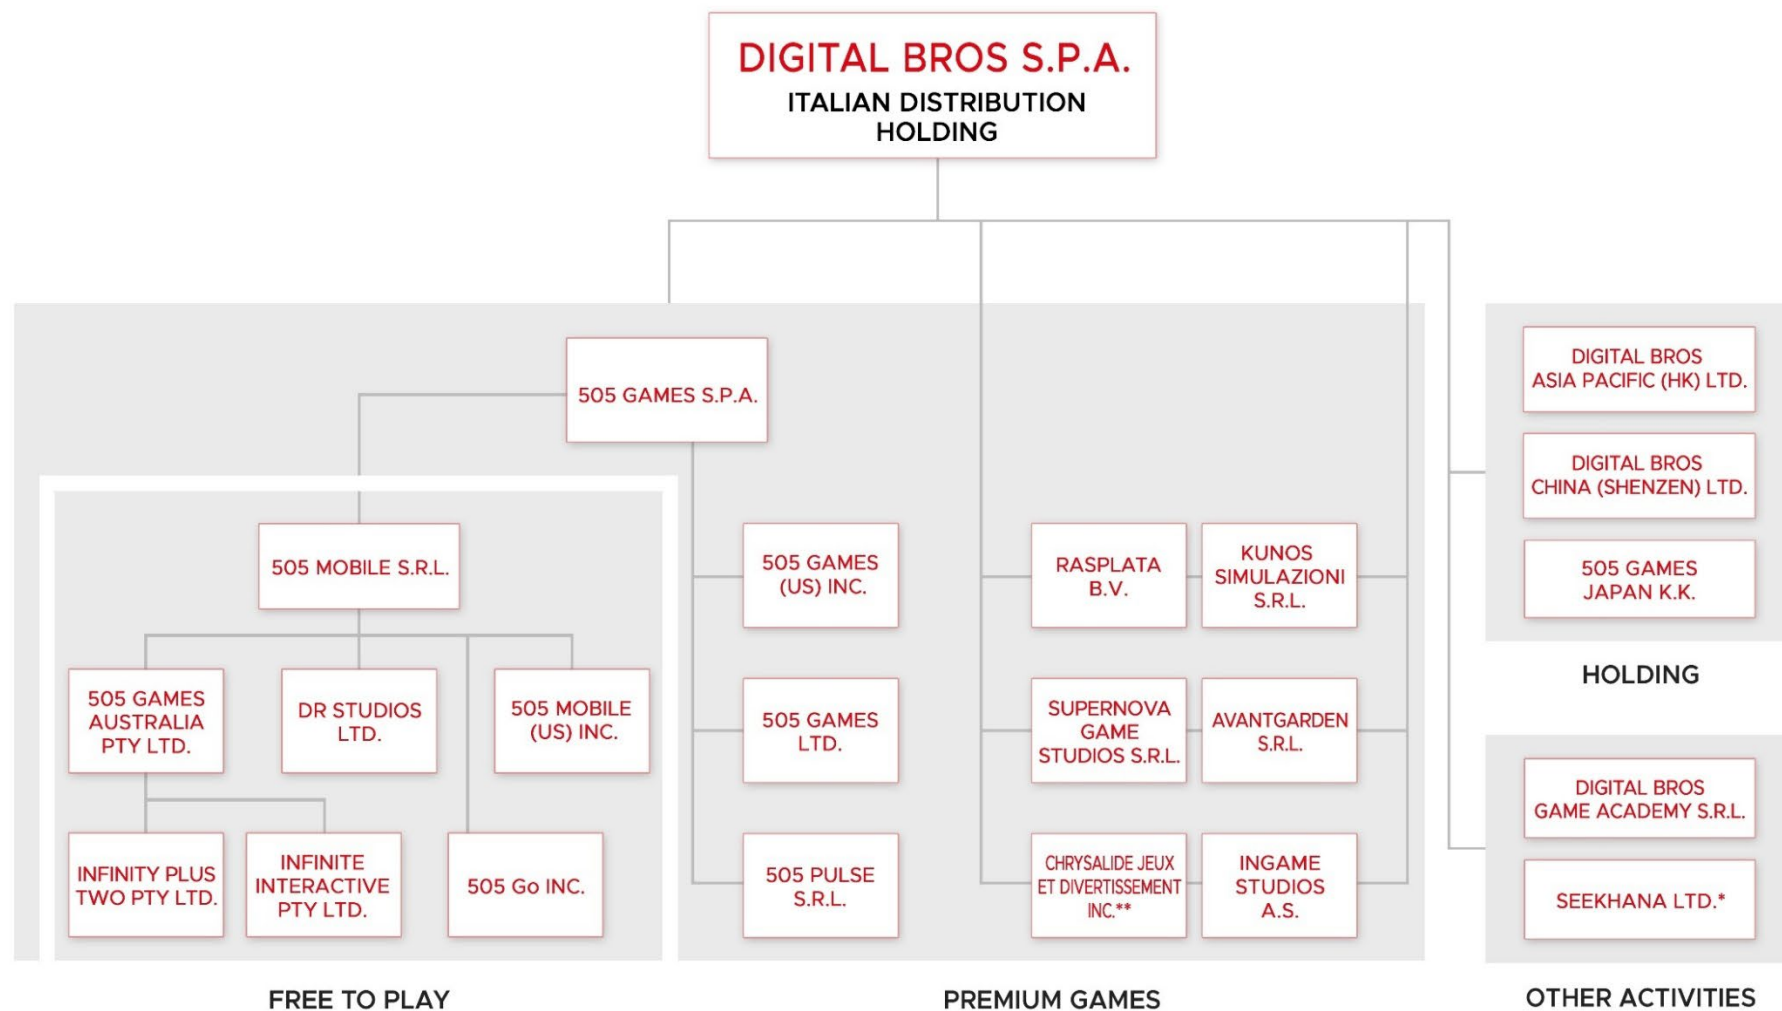 DIGITAL BROS S.P.A.
ITALIAN DISTRIBUTION
HOLDING
505 GAMES S.P.A.
505 MOBILE S.R.L.
505 GAMES
AUSTRALIA
PTY LTD.
DR STUDIOS
LTD.
505 MOBILE
(US) INC.
INFINITY PLUS
TWO PTY LTD.
INFINITE
INTERACTIVE
PTY LTD.
505 Go INC.
FREE TO PLAY
505 GAMES
(US) INC.
505 GAMES
LTD.
505 PULSE
S.R.L.
RASPLATA
B.V.
KUNOS
SIMULAZIONI
S.R.L.
SUPERNOVA
GAME
STUDIOS S.R.L.
AVANTGARDEN
S.R.L.
CHRYSALIDE JEUX
ET DIVERTISSEMENT
INC.**
INGAME
STUDIOS
A.S.
PREMIUM GAMES
DIGITAL BROS
ASIA PACIFIC (HK) LTD.
DIGITAL BROS
CHINA (SHENZEN) LTD.
505 GAMES
JAPAN K.K.
HOLDING
DIGITAL BROS
GAME ACADEMY S.R.L.
SEEKHANA LTD.*
OTHER ACTIVITIES